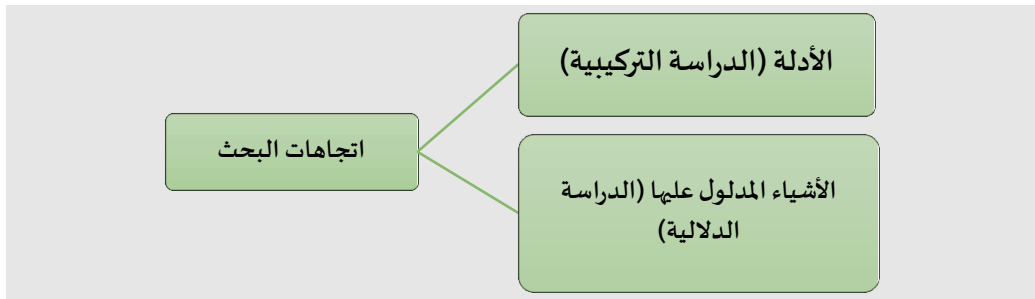 اتجاهات البحث
الأدلة (الدراسة التركيبية)
الأشياء المدلول عليها (الدراسة
الدلالية)